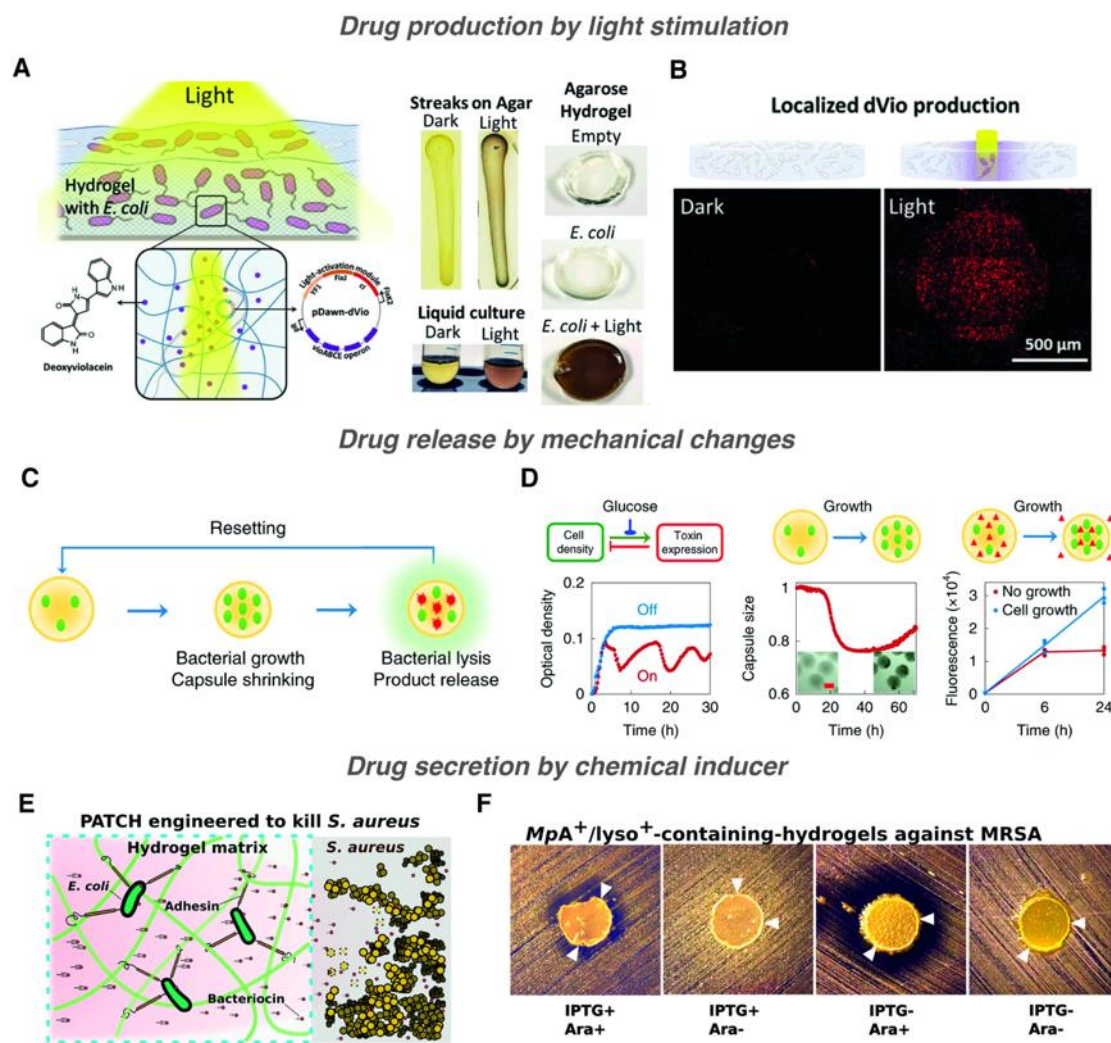 Drug production by light stimulation
A
Light
Hydrogel
with E. coli
Deoxyviolacein
NH
O
O
N
H
Light-activation module
YF1
FixJ
cI
FixK2
pDawn-dVio
vioABCE operon
Streaks on Agar
Dark
Light
Liquid culture
Dark
Light
Agarose
Hydrogel
Empty
E. coli
E. coli + Light
B
Localized dVio production
Dark
Light
500 µm
Drug release by mechanical changes
C
Resetting
Bacterial growth
Capsule shrinking
Bacterial lysis
Product release
D
Glucose
Cell
density
Toxin
expression
Optical density
0.2
0.1
0
Off
On
0 10 20 30
Time (h)
Growth
Capsule size
1
0.8
0.6
0 20 40 60
Time (h)
Growth
Fluorescence (×10⁴)
3
2
1
0
No growth
Cell growth
0 6 24
Time (h)
Drug secretion by chemical inducer
E
PATCH engineered to kill S. aureus
Hydrogel matrix
E. coli
Adhesin
Bacteriocin
S. aureus
F
MpA⁺/lyso⁺-containing-hydrogels against MRSA
IPTG+
Ara+
IPTG+
Ara-
IPTG-
Ara+
IPTG-
Ara-